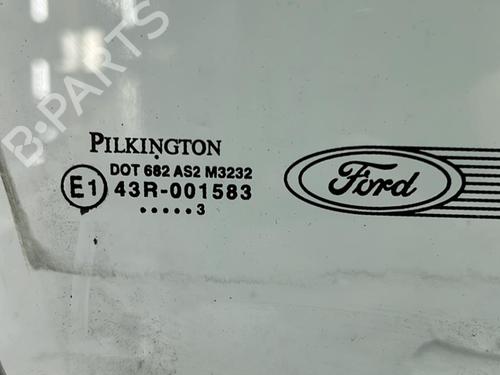 B-PARTS
PILKINGTON
DOT 682 AS2 M3232
E1 43R-001583
..... 3
Ford